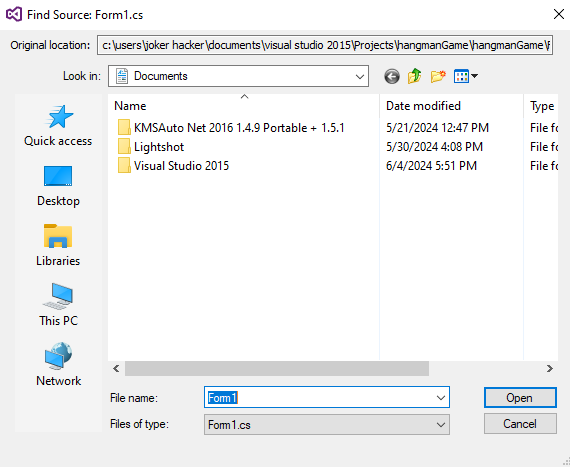 Find Source: Form1.cs
Original location: c:\users\joker hacker\documents\visual studio 2015\Projects\hangmanGame\hangmanGame\
Look in: Documents
Name Date modified Type
KMSAuto Net 2016 1.4.9 Portable + 1.5.1 5/21/2024 12:47 PM File fo
Lightshot 5/30/2024 4:08 PM File fo
Visual Studio 2015 6/4/2024 5:51 PM File fo
Quick access
Desktop
Libraries
This PC
Network
File name: Form1 Open
Files of type: Form1.cs Cancel